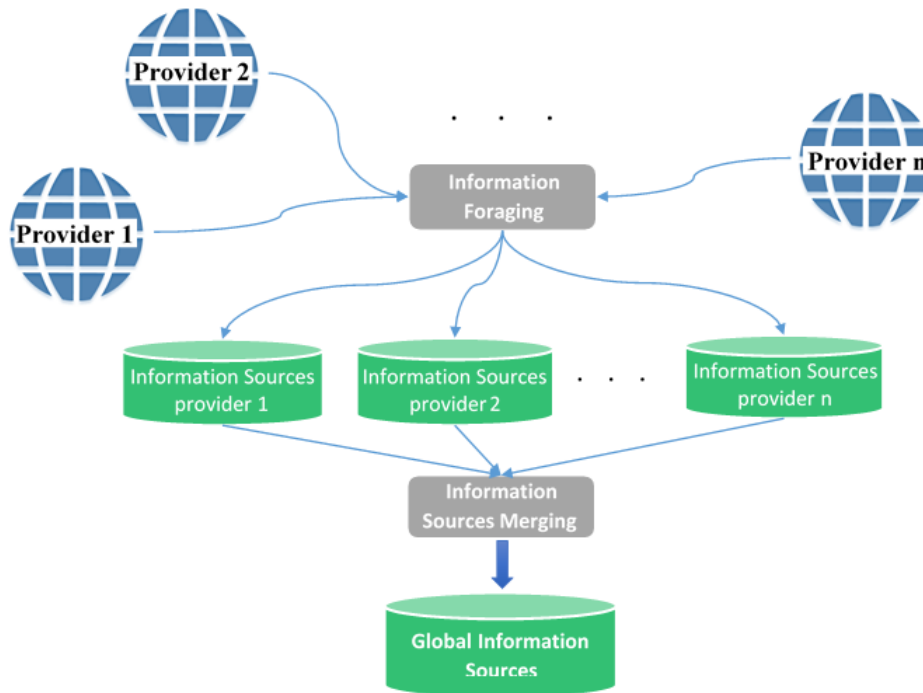 Provider 2
. . .
Provider n
Information
Foraging
Provider 1
Information Sources
provider 1
Information Sources
provider 2
. . .
Information Sources
provider n
Information
Sources Merging
Global Information
Sources